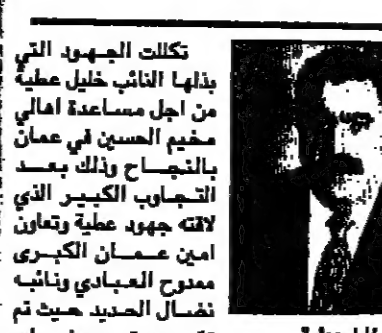 تكللت الجهود التي
بذلها النائب خليل عطية
من اجل مساعدة اهالي
مخيم الحسين في عمان
بالنجاح وذلك بعد
التجاوب الكبير الذي
لاقته جهود عطية وتعاون
امين عمان الكبرى
ممدوح العبادي ونائبه
نضال الحديد حيث تم